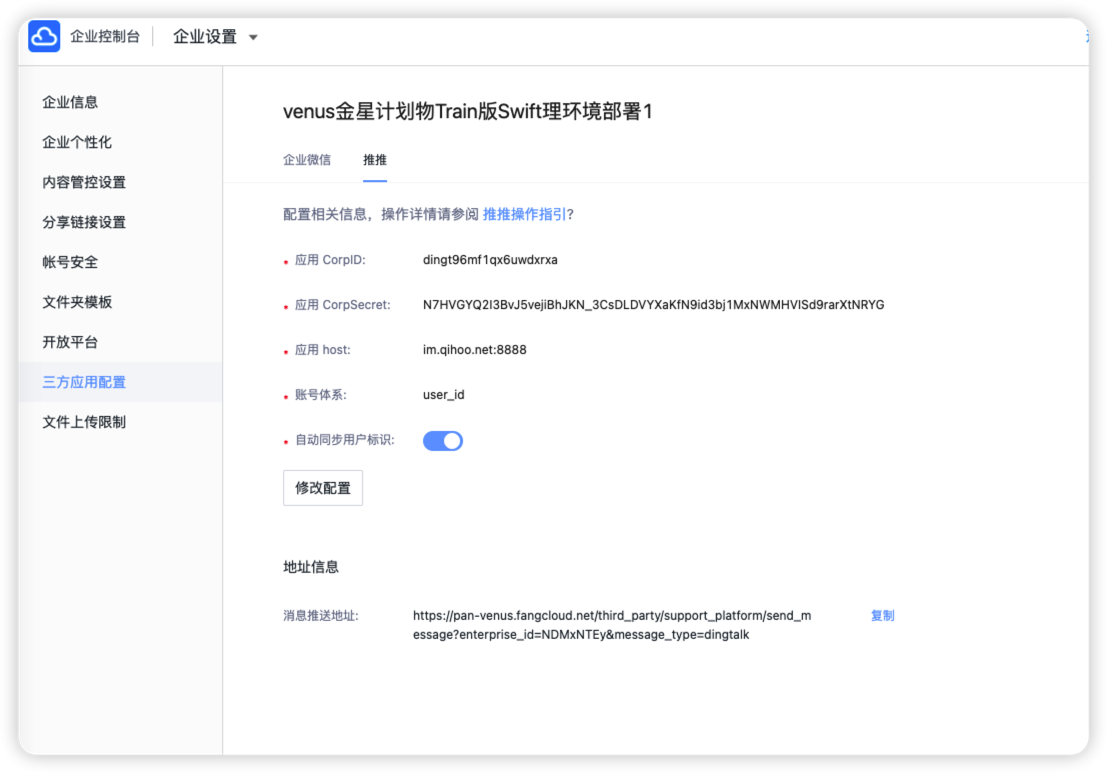 企业控制台
企业设置
企业信息
企业个性化
内容管控设置
分享链接设置
帐号安全
文件夹模板
开放平台
三方应用配置
文件上传限制
venus金星计划物Train版Swift理环境部署1
企业微信 推推
配置相关信息，操作详情请参阅 推推操作指引?
应用 CorpID: dingt96mf1qx6uwdxrxa
应用 CorpSecret: N7HVGYQ2I3BvJ5vejiBhJKN_3CsDLDVYXaKfN9id3bj1MxNWMHVISd9rarXtNRYG
应用 host: im.qihoo.net:8888
账号体系: user_id
自动同步用户标识:
修改配置
地址信息
消息推送地址: https://pan-venus.fangcloud.net/third_party/support_platform/send_m 复制
essage?enterprise_id=NDMxNTEy&message_type=dingtalk